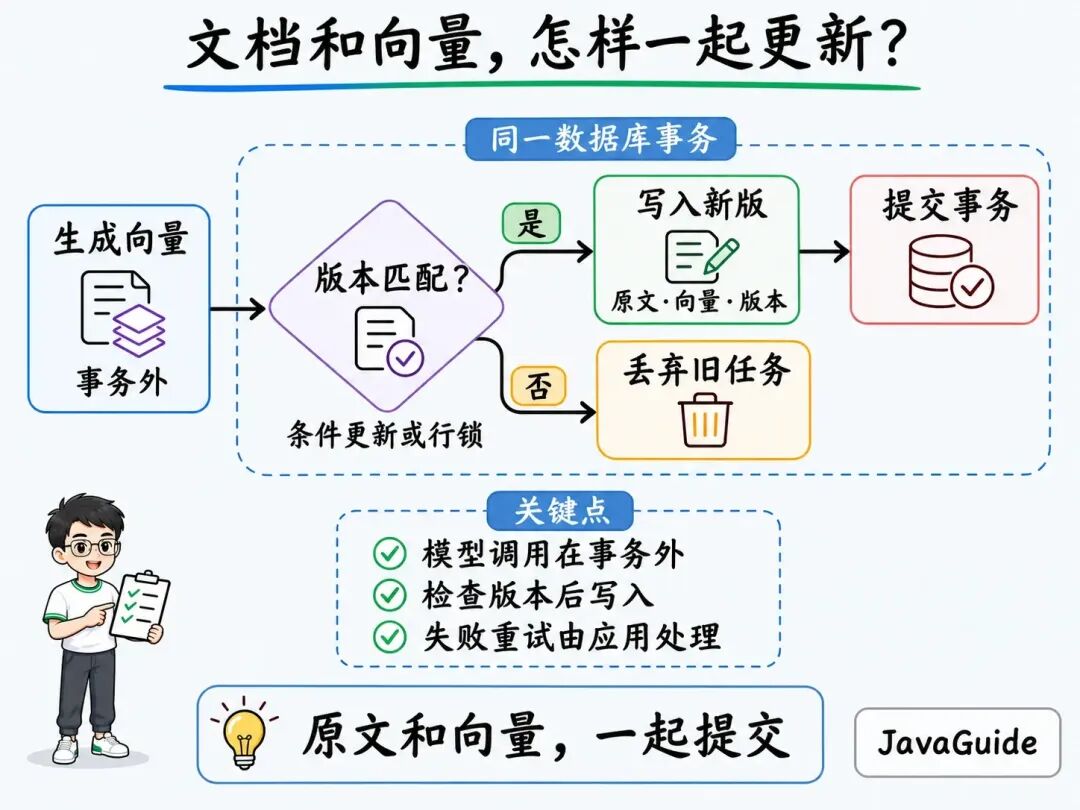 文档和向量，怎样一起更新？
同一数据库事务
生成向量
事务外
版本匹配？
条件更新或行锁
是
写入新版
原文·向量·版本
提交事务
否
丢弃旧任务
关键点
模型调用在事务外
检查版本后写入
失败重试由应用处理
原文和向量，一起提交
JavaGuide